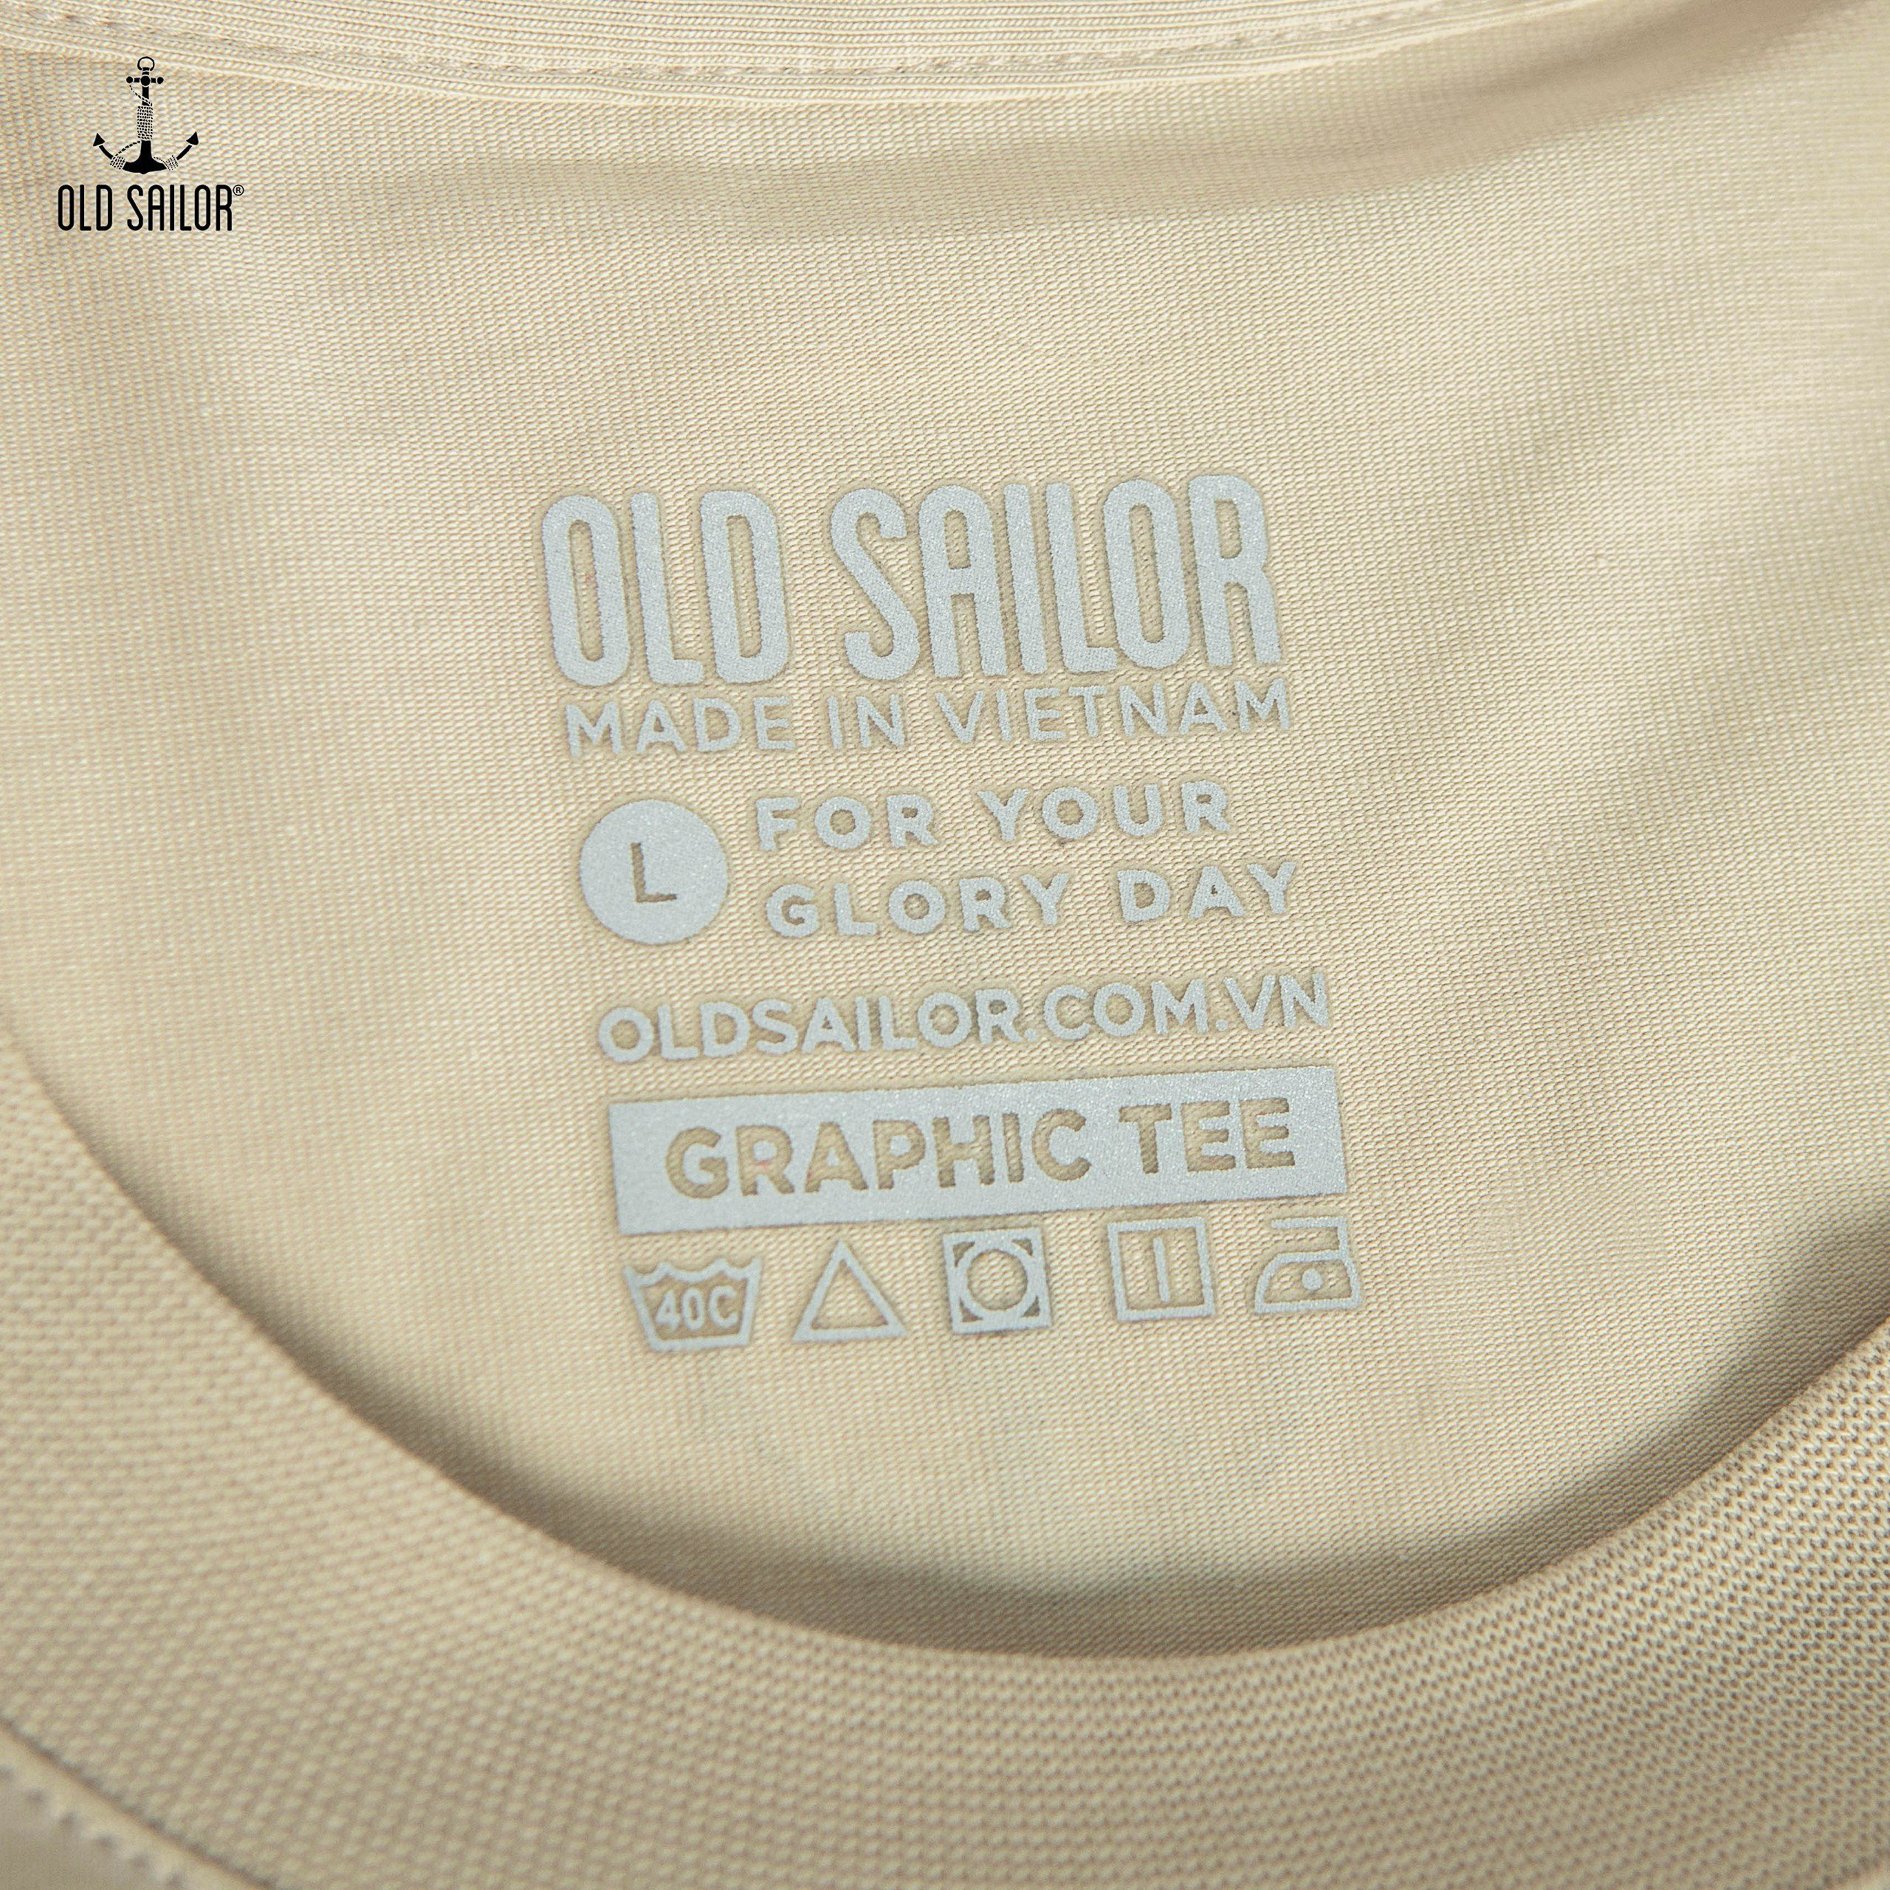 OLD SAILOR®
OLD SAILOR
MADE IN VIETNAM
L
FOR YOUR
GLORY DAY
OLDSAILOR.COM.VN
GRAPHIC TEE
40C